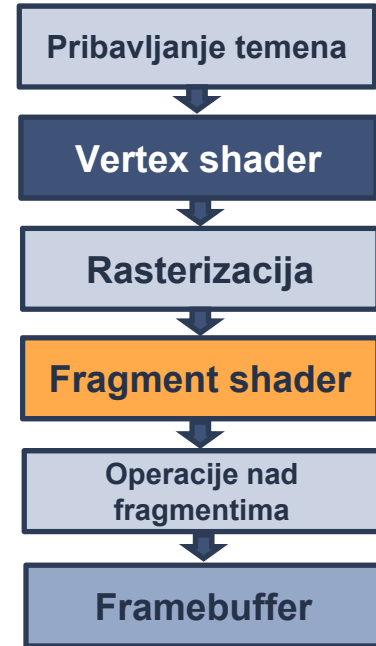 Pribavljanje temena
Vertex shader
Rasterizacija
Fragment shader
Operacije nad
fragmentima
Framebuffer